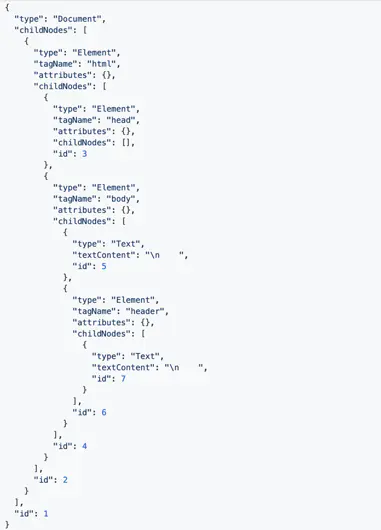 {
  "type": "Document",
  "childNodes": [
    {
      "type": "Element",
      "tagName": "html",
      "attributes": {},
      "childNodes": [
        {
          "type": "Element",
          "tagName": "head",
          "attributes": {},
          "childNodes": [],
          "id": 3
        },
        {
          "type": "Element",
          "tagName": "body",
          "attributes": {},
          "childNodes": [
            {
              "type": "Text",
              "textContent": "\n    ",
              "id": 5
            },
            {
              "type": "Element",
              "tagName": "header",
              "attributes": {},
              "childNodes": [
                {
                  "type": "Text",
                  "textContent": "\n    ",
                  "id": 7
                }
              ],
              "id": 6
            }
          ],
          "id": 4
        }
      ],
      "id": 2
    }
  ],
  "id": 1
}